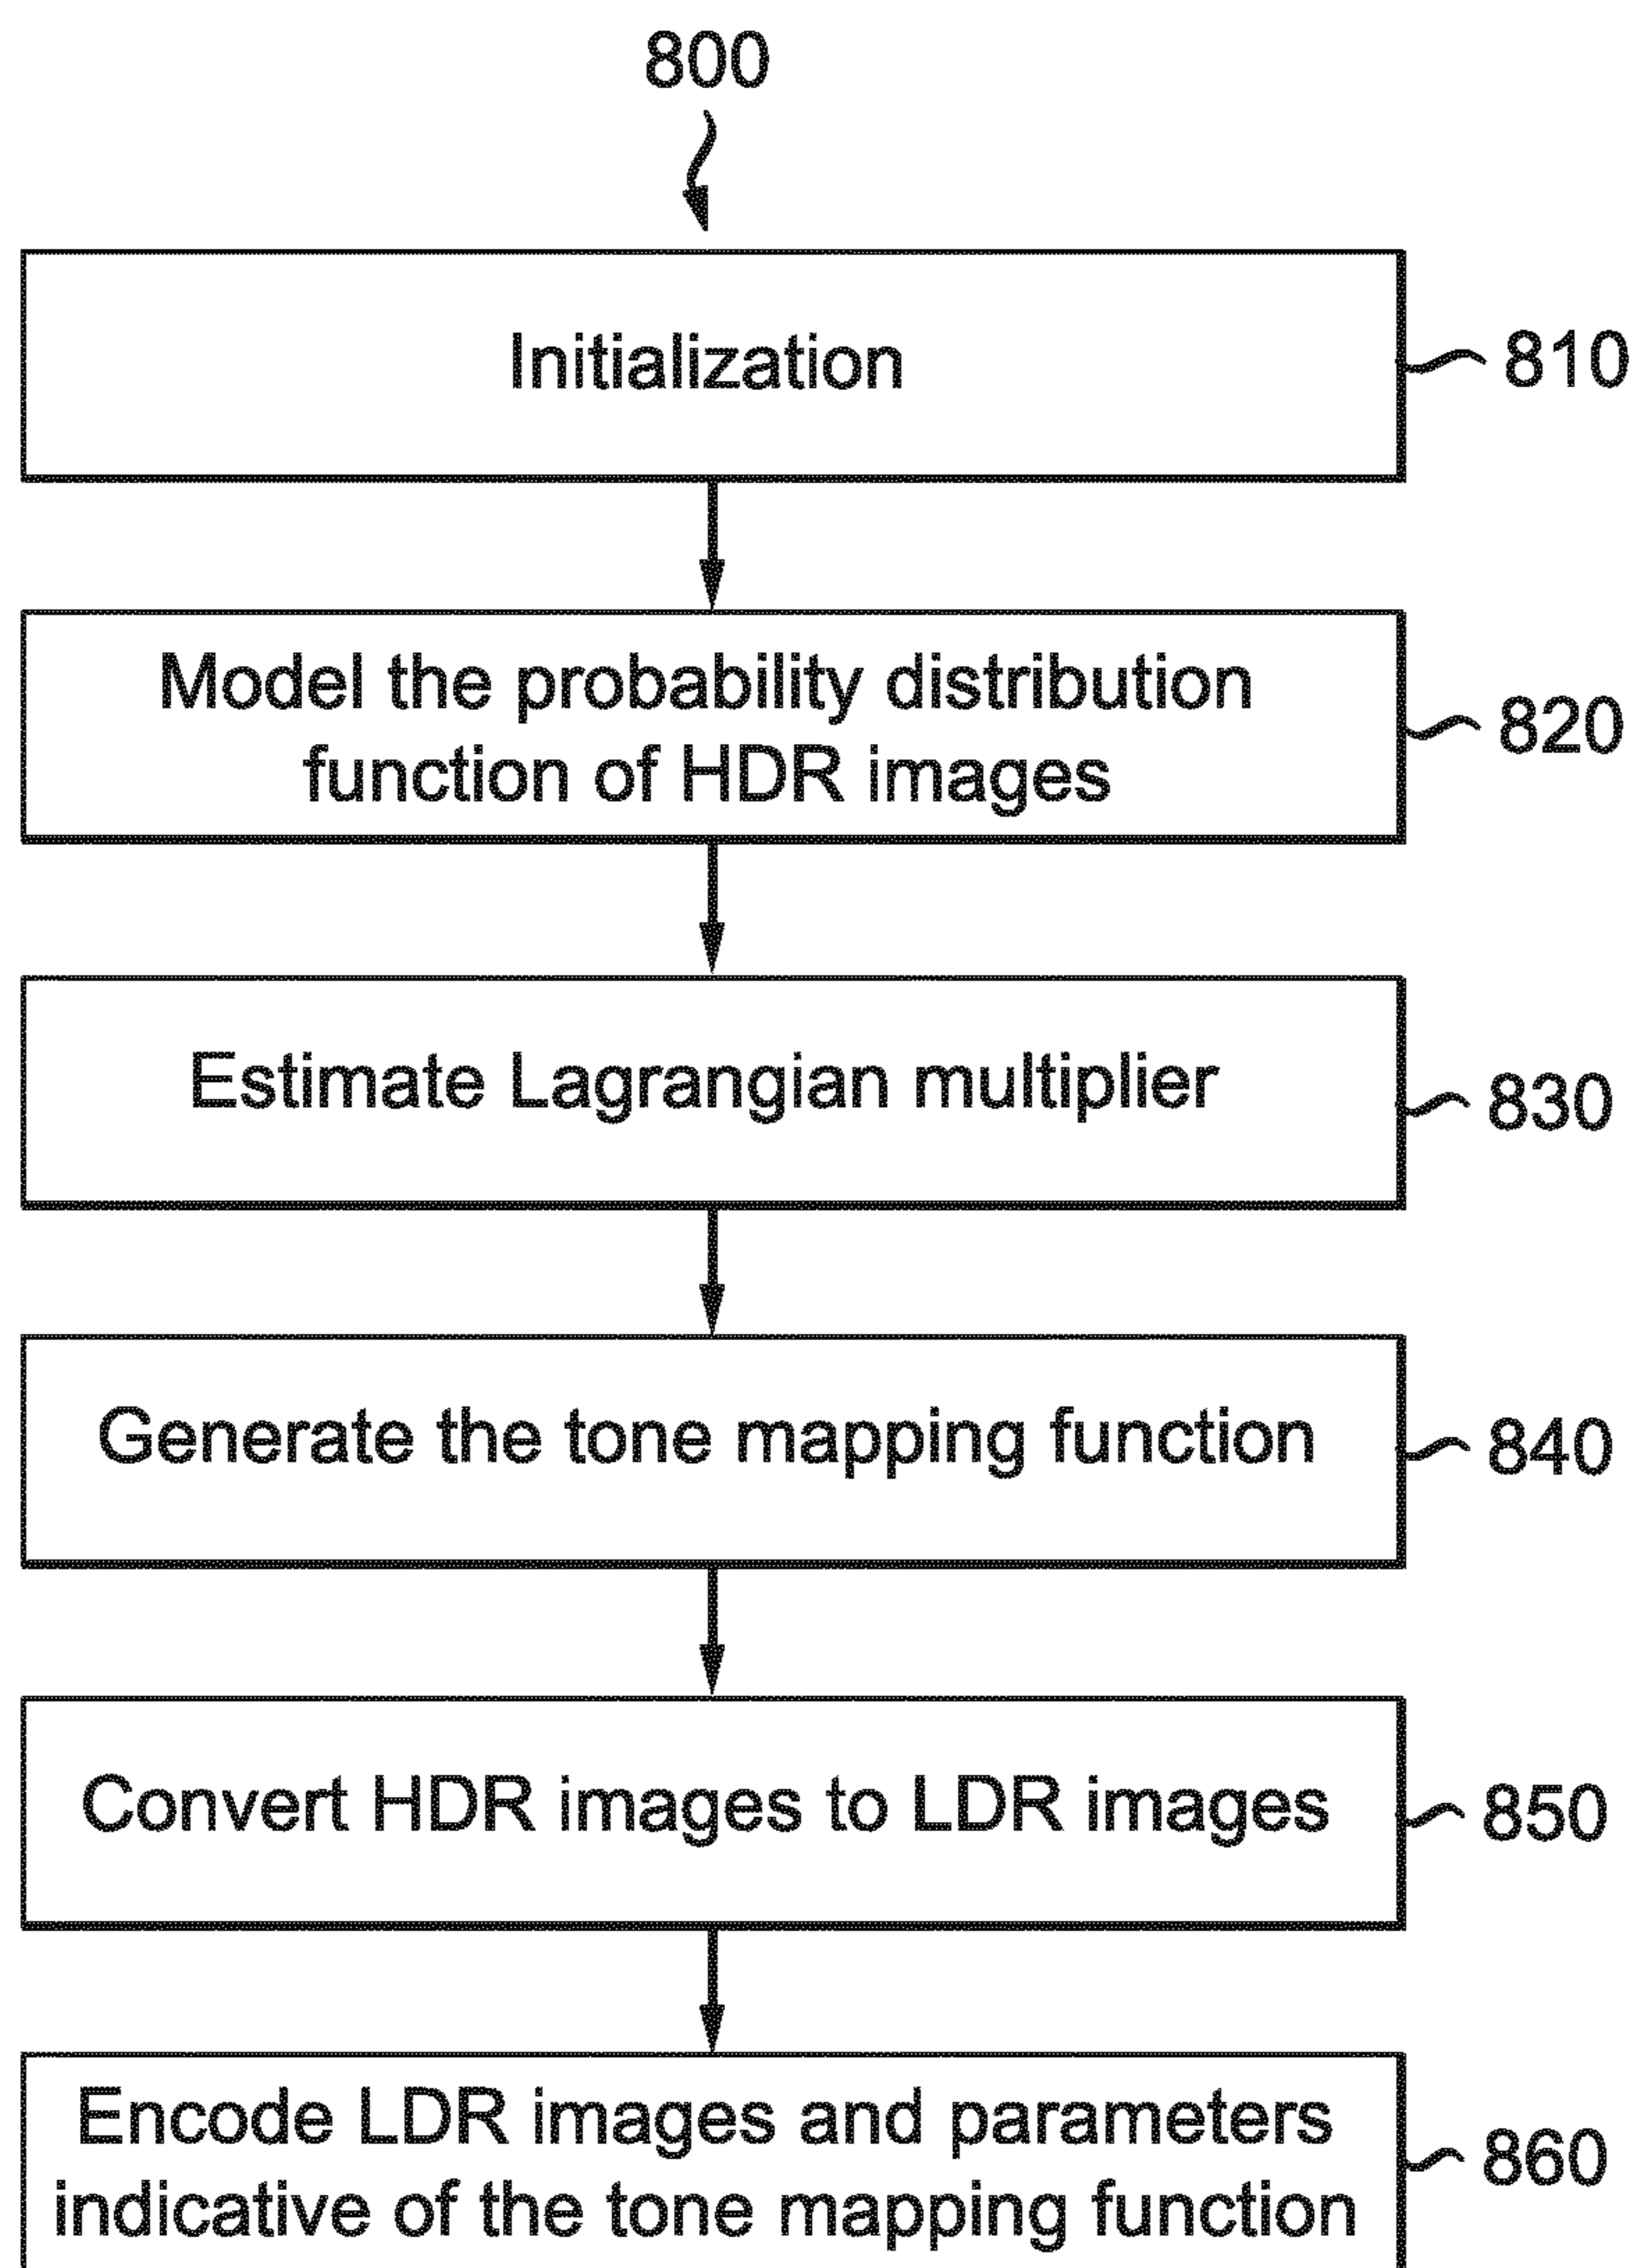 800
Initialization
810
Model the probability distribution
function of HDR images
820
Estimate Lagrangian multiplier
830
Generate the tone mapping function
840
Convert HDR images to LDR images
850
Encode LDR images and parameters
indicative of the tone mapping function
860